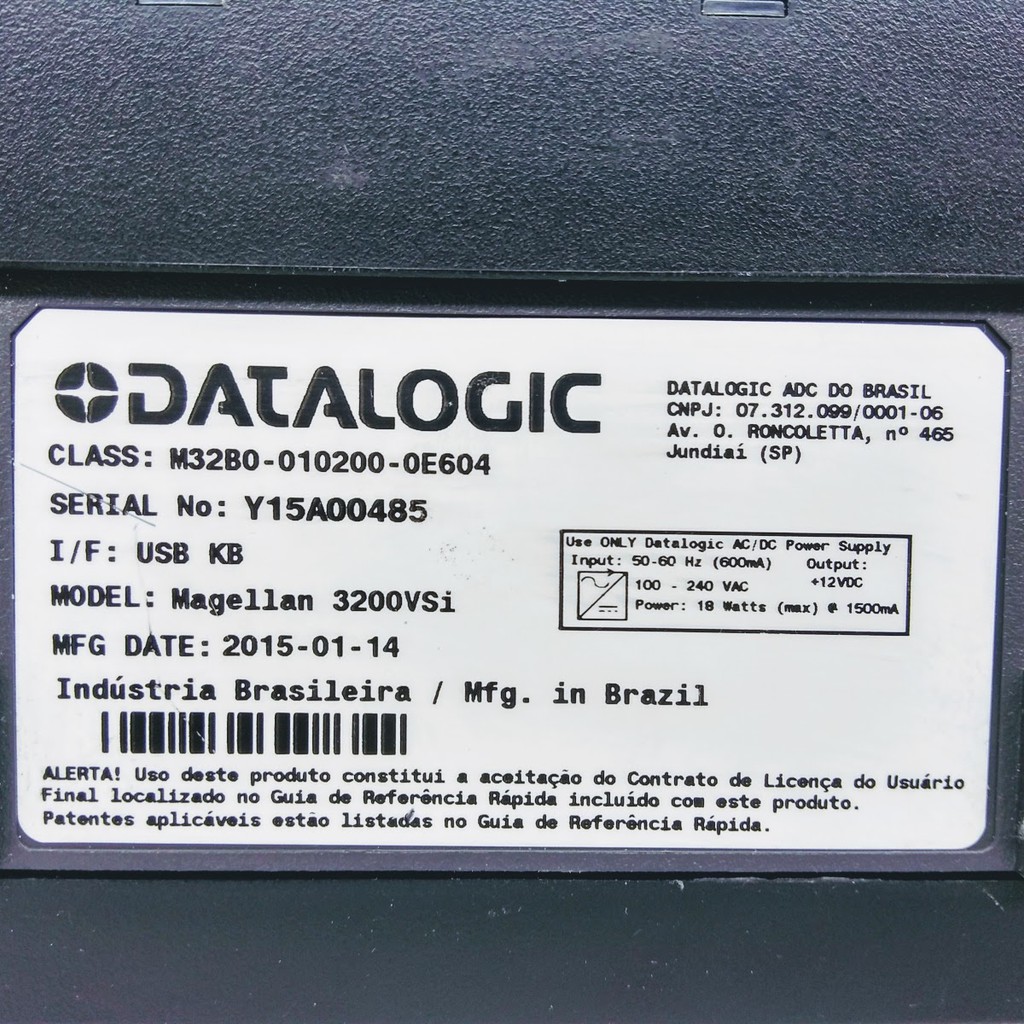 DATALOGIC
CLASS: M32B0-010200-0E604
SERIAL No: Y15A00485
I/F: USB KB
MODEL: Magellan 3200VSi
MFG DATE: 2015-01-14
Indústria Brasileira / Mfg. in Brazil
DATALOGIC ADC DO BRASIL
CNPJ: 07.312.099/0001-06
Av. O. RONCOLETTA, nº 465
Jundiaí (SP)
Use ONLY Datalogic AC/DC Power Supply
Input: 50-60 Hz (600mA) Output:
100 - 240 VAC +12VDC
Power: 18 Watts (max) @ 1500mA
ALERTA! Uso deste produto constitui a aceitação do Contrato de Licença do Usuário
Final localizado no Guia de Referência Rápida incluído com este produto.
Patentes aplicáveis estão listadas no Guia de Referência Rápida.